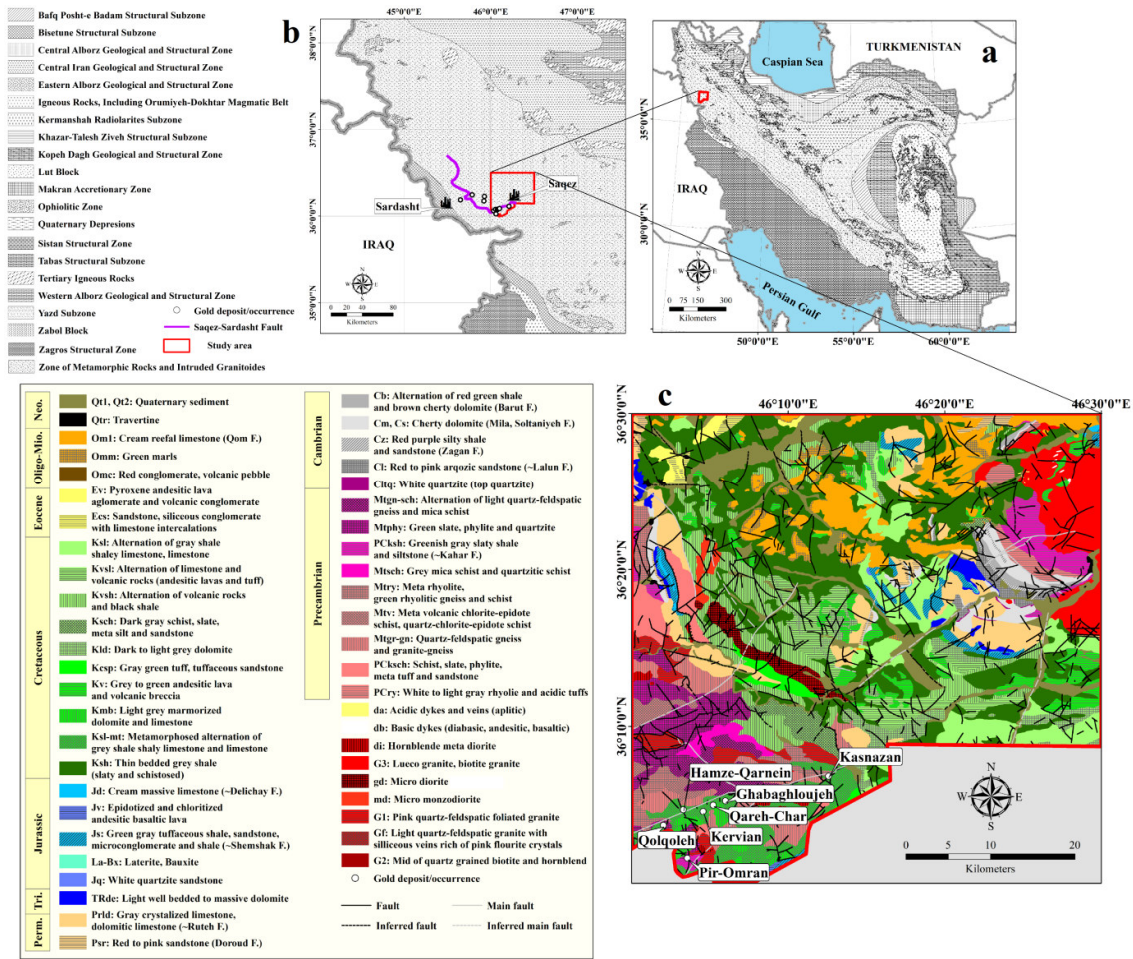 Bafq Posht-e Badam Structural Subzone
Bisetune Structural Subzone
Central Alborz Geological and Structural Zone
Central Iran Geological and Structural Zone
Eastern Alborz Geological and Structural Zone
Igneous Rocks, Including Orumiyeh-Dokhtar Magmatic Belt
Kermanshah Radiolarites Subzone
Khazar-Talesh Ziveh Structural Subzone
Kopeh Dagh Geological and Structural Zone
Lut Block
Makran Accretionary Zone
Ophiolitic Zone
Quaternary Depresions
Sistan Structural Zone
Tabas Structural Subzone
Tertiary Igneous Rocks
Western Alborz Geological and Structural Zone
Yazd Subzone
Zabol Block
Zagros Structural Zone
Zone of Metamorphic Rocks and Intruded Granitoides
Gold deposit/occurrence
Saqez-Sardasht Fault
Study area
b
45°0'0"E 46°0'0"E 47°0'0"E
38°0'0"N
37°0'0"N
36°0'0"N
35°0'0"N
Saqez
Sardasht
IRAQ
N
W E
S
0 20 40 80
Kilometers
a
TURKMENISTAN
Caspian Sea
IRAQ
Persian Gulf
35°0'0"N
30°0'0"N
N
W E
S
0 75 150 300
Kilometers
50°0'0"E 55°0'0"E 60°0'0"E
Neo.
Qt1, Qt2: Quaternary sediment
Qtr: Travertine
Oligo-Mio.
Om1: Cream reefal limestone (Qom F.)
Omm: Green marls
Omc: Red conglomerate, volcanic pebble
Eocene
Ev: Pyroxene andesitic lava
aglomerate and volcanic conglomerate
Ecs: Sandstone, siliceous conglomerate
with limestone intercalations
Cretaceous
Ksl: Alternation of gray shale
shaley limestone, limestone
Kvsl: Alternation of limestone and
volcanic rocks (andesitic lavas and tuff)
Kvsh: Alternation of volcanic rocks
and black shale
Ksch: Dark gray schist, slate,
meta silt and sandstone
Kld: Dark to light grey dolomite
Kcsp: Gray green tuff, tuffaceous sandstone
Kv: Grey to green andesitic lava
and volcanic breccia
Kmb: Light grey marmorized
dolomite and limestone
Ksl-mt: Metamorphosed alternation of
grey shale shaly limestone and limestone
Ksh: Thin bedded grey shale
(slaty and schistosed)
Jurassic
Jd: Cream massive limestone (~Delichay F.)
Jv: Epidotized and chloritized
andesitic basaltic lava
Js: Green gray tuffaceous shale, sandstone,
microconglomerate and shale (~Shemshak F.)
La-Bx: Laterite, Bauxite
Jq: White quartzite sandstone
Tri.
TRde: Light well bedded to massive dolomite
Perm.
Prld: Gray crystalized limestone,
dolomitic limestone (~Ruteh F.)
Psr: Red to pink sandstone (Doroud F.)
Cambrian
Cb: Alternation of red green shale
and brown cherty dolomite (Barut F.)
Cm, Cs: Cherty dolomite (Mila, Soltaniyeh F.)
Cz: Red purple silty shale
and sandstone (Zagan F.)
Cl: Red to pink arqozic sandstone (~Lalun F.)
Cltq: White quartzite (top quartzite)
Precambrian
Mtgn-sch: Alternation of light quartz-feldspatic
gneiss and mica schist
Mtphy: Green slate, phylite and quartzite
PCksh: Greenish gray slaty shale
and siltstone (~Kahar F.)
Mtsch: Grey mica schist and quartzitic schist
Mtry: Meta rhyolite,
green rhyolitic gneiss and schist
Mtv: Meta volcanic chlorite-epidote
schist, quartz-chlorite-epidote schist
Mtgr-gn: Quartz-feldspatic gneiss
and granite-gneiss
PCksch: Schist, slate, phylite,
meta tuff and sandstone
PCry: White to light gray rhyolie and acidic tuffs
da: Acidic dykes and veins (aplitic)
db: Basic dykes (diabasic, andesitic, basaltic)
di: Hornblende meta diorite
G3: Lueco granite, biotite granite
gd: Micro diorite
md: Micro monzodiorite
G1: Pink quartz-feldspatic foliated granite
Gf: Light quartz-feldspatic granite with
silliceous veins rich of pink flourite crystals
G2: Mid of quartz grained biotite and hornblend
Gold deposit/occurrence
Fault
Main fault
Inferred fault
Inferred main fault
c
46°10'0"E 46°20'0"E 46°30'0"E
36°30'0"N
36°20'0"N
36°10'0"N
Kasnazan
Hamze-Qarnein
Ghabaghloujeh
Qareh-Char
Qolqoleh
Kervian
Pir-Omran
N
W E
S
0 5 10 20
Kilometers